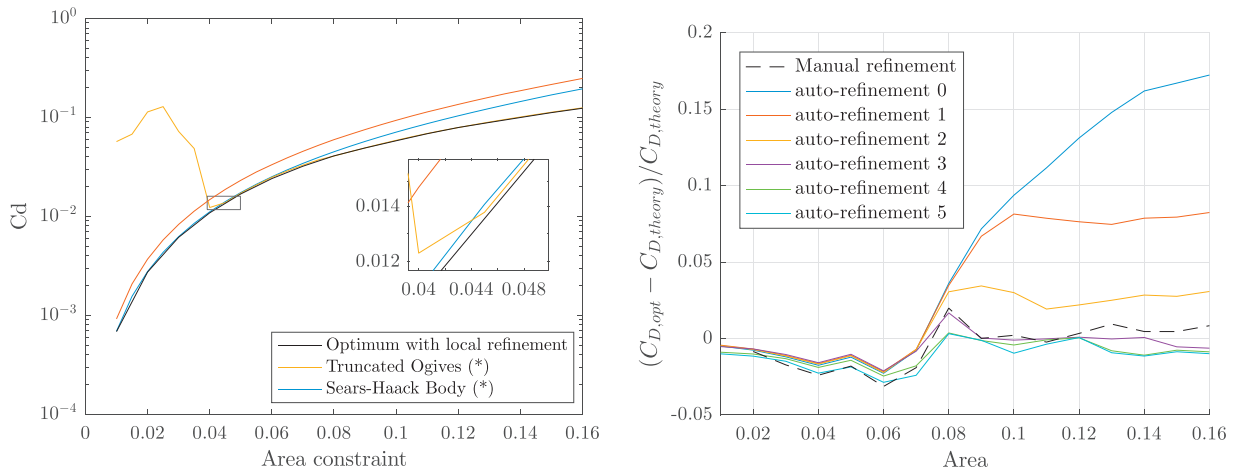 10^0
10^-1
10^-2
10^-3
10^-4
Cd
0.014
0.012
0.04 0.044 0.048
Optimum with local refinement
Truncated Ogives (*)
Sears-Haack Body (*)
0 0.02 0.04 0.06 0.08 0.1 0.12 0.14 0.16
Area constraint
0.2
0.15
0.1
0.05
0
-0.05
(C_{D,opt} − C_{D,theory})/C_{D,theory}
Manual refinement
auto-refinement 0
auto-refinement 1
auto-refinement 2
auto-refinement 3
auto-refinement 4
auto-refinement 5
0.02 0.04 0.06 0.08 0.1 0.12 0.14 0.16
Area